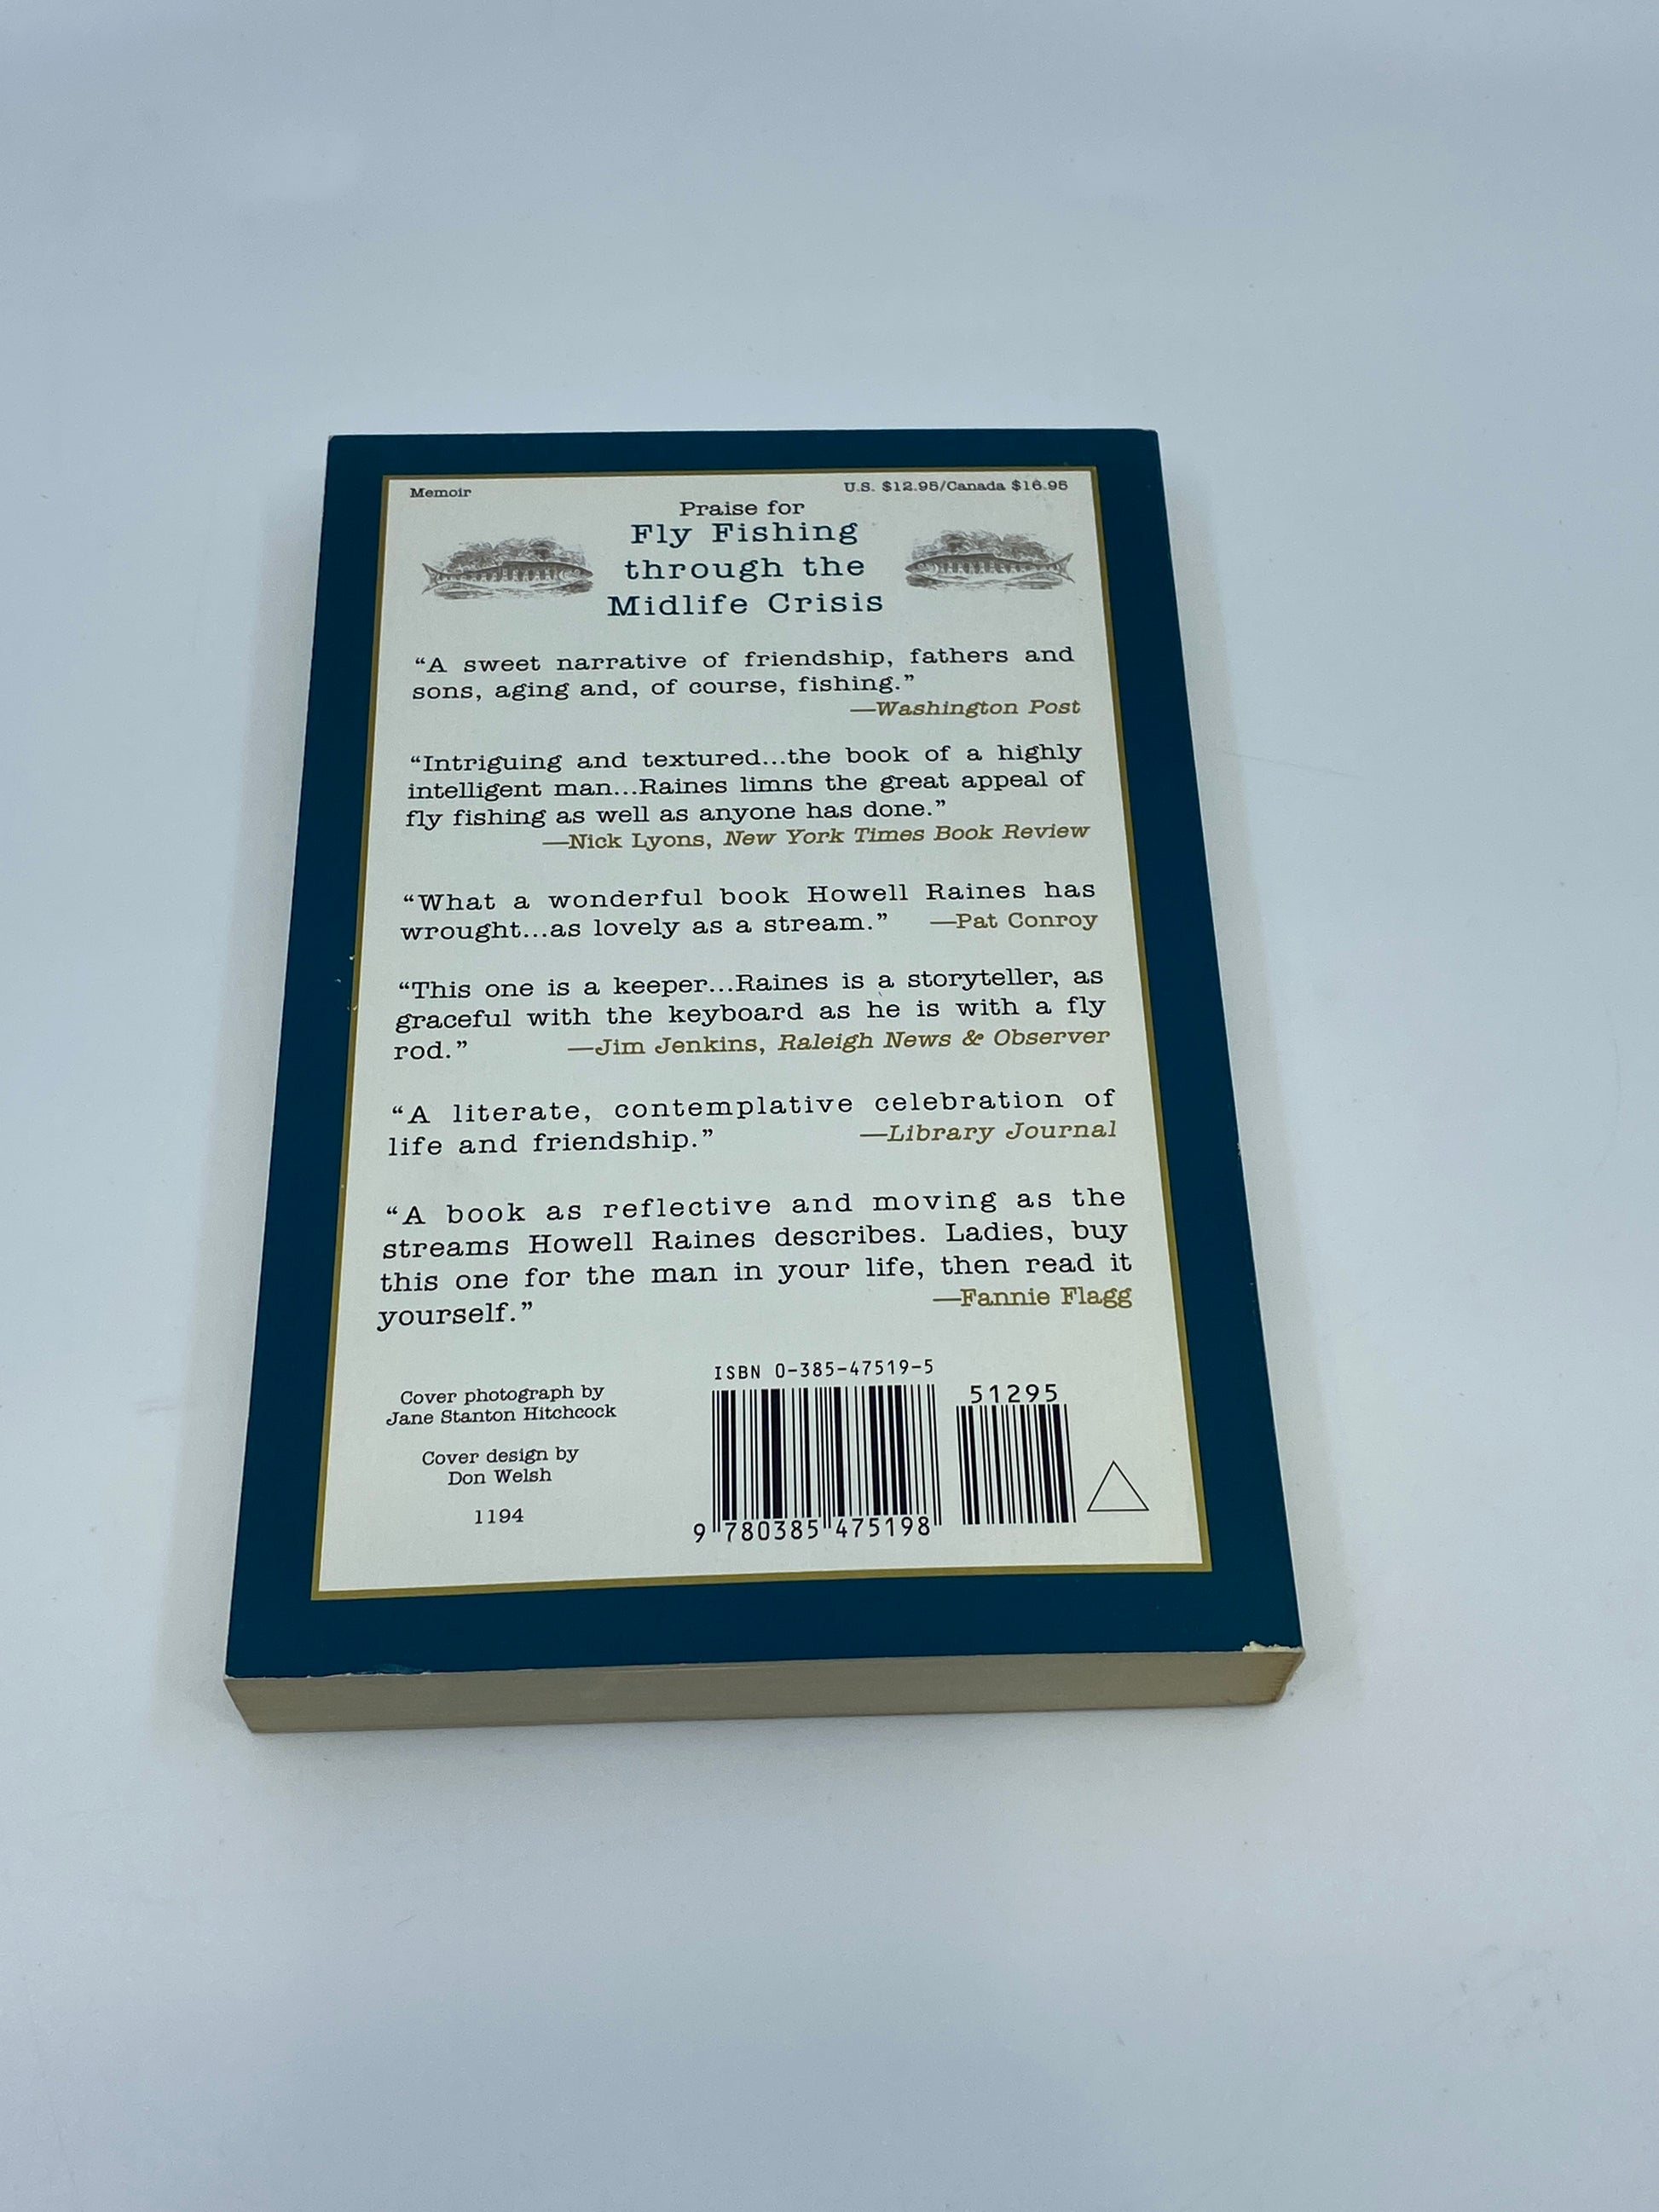 Memoir
U.S. $12.95/Canada $16.95
Praise for
Fly Fishing
through the
Midlife Crisis
“A sweet narrative of friendship, fathers and
sons, aging and, of course, fishing.”
—Washington Post
“Intriguing and textured...the book of a highly
intelligent man...Raines limns the great appeal of
fly fishing as well as anyone has done.”
—Nick Lyons, New York Times Book Review
“What a wonderful book Howell Raines has
wrought...as lovely as a stream.” —Pat Conroy
“This one is a keeper...Raines is a storyteller, as
graceful with the keyboard as he is with a fly
rod.” —Jim Jenkins, Raleigh News & Observer
“A literate, contemplative celebration of
life and friendship.” —Library Journal
“A book as reflective and moving as the
streams Howell Raines describes. Ladies, buy
this one for the man in your life, then read it
yourself.” —Fannie Flagg
Cover photograph by
Jane Stanton Hitchcock
Cover design by
Don Welsh
1194
ISBN 0-385-47519-5
51295
9 780385 475198